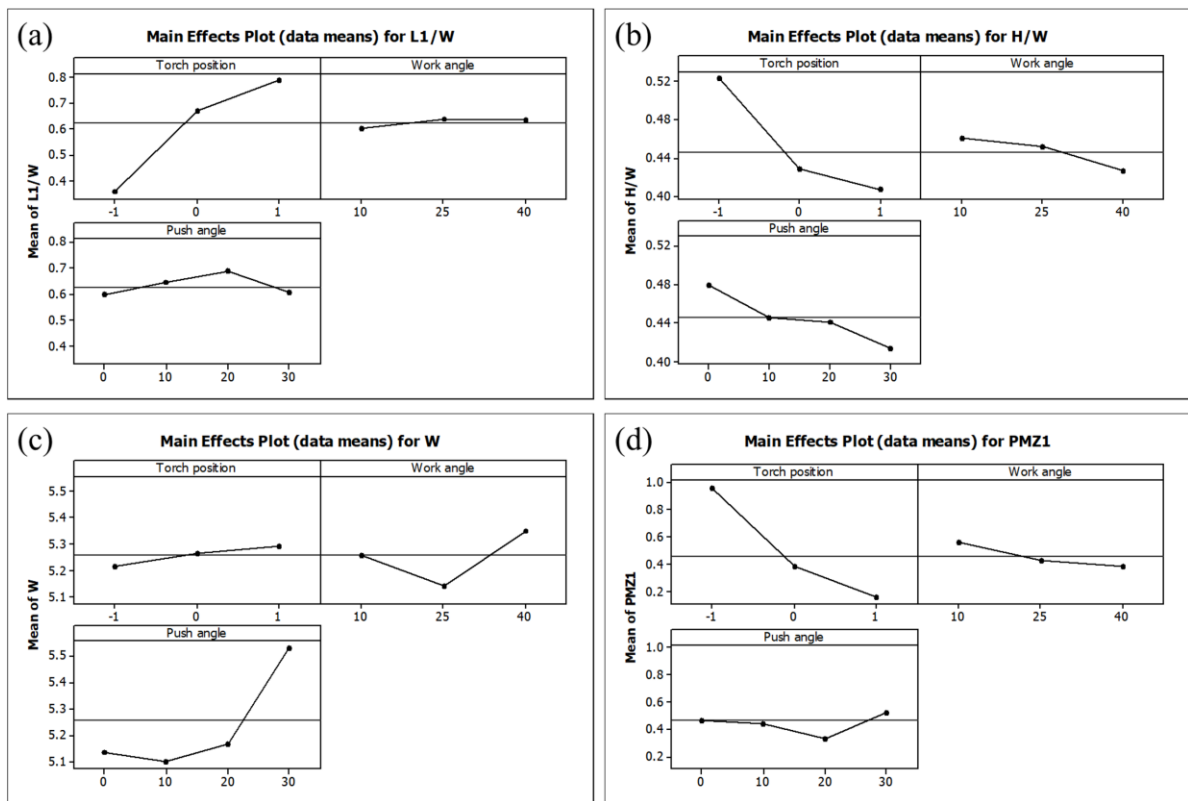 (a)
Main Effects Plot (data means) for L1/W
Torch position
Work angle
0.8
0.7
0.6
0.5
0.4
-1 0 1 10 25 40
Push angle
0.8
0.7
0.6
0.5
0.4
0 10 20 30
Mean of L1/W
(b)
Main Effects Plot (data means) for H/W
Torch position
Work angle
0.52
0.48
0.44
0.40
-1 0 1 10 25 40
Push angle
0.52
0.48
0.44
0.40
0 10 20 30
Mean of H/W
(c)
Main Effects Plot (data means) for W
Torch position
Work angle
5.5
5.4
5.3
5.2
5.1
-1 0 1 10 25 40
Push angle
5.5
5.4
5.3
5.2
5.1
0 10 20 30
Mean of W
(d)
Main Effects Plot (data means) for PMZ1
Torch position
Work angle
1.0
0.8
0.6
0.4
0.2
-1 0 1 10 25 40
Push angle
1.0
0.8
0.6
0.4
0.2
0 10 20 30
Mean of PMZ1